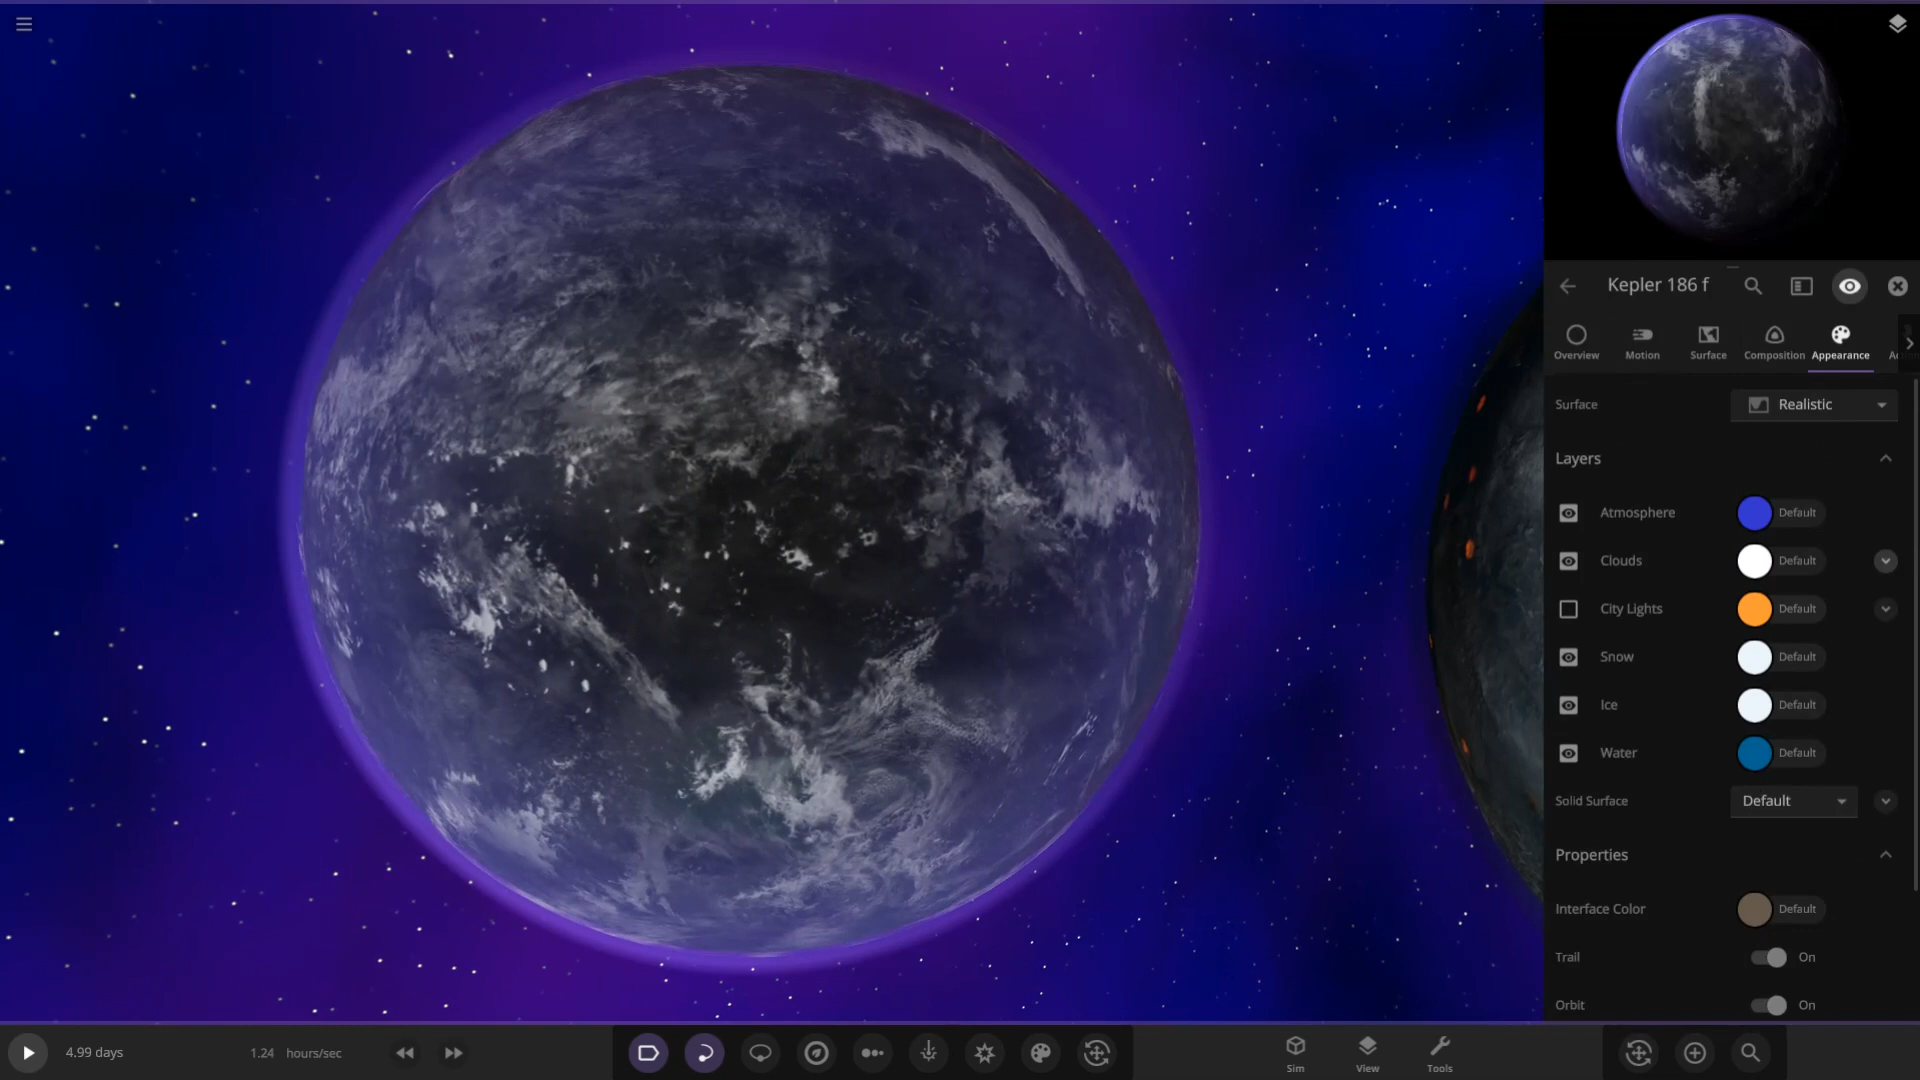 Kepler 186 f
Overview
Motion
Surface
Composition
Appearance
Surface
Realistic
Layers
Atmosphere
Default
Clouds
Default
City Lights
Default
Snow
Default
Ice
Default
Water
Default
Solid Surface
Default
Properties
Interface Color
Default
Trail
On
Orbit
On
4.99 days
1.24 hours/sec
Sim
View
Tools